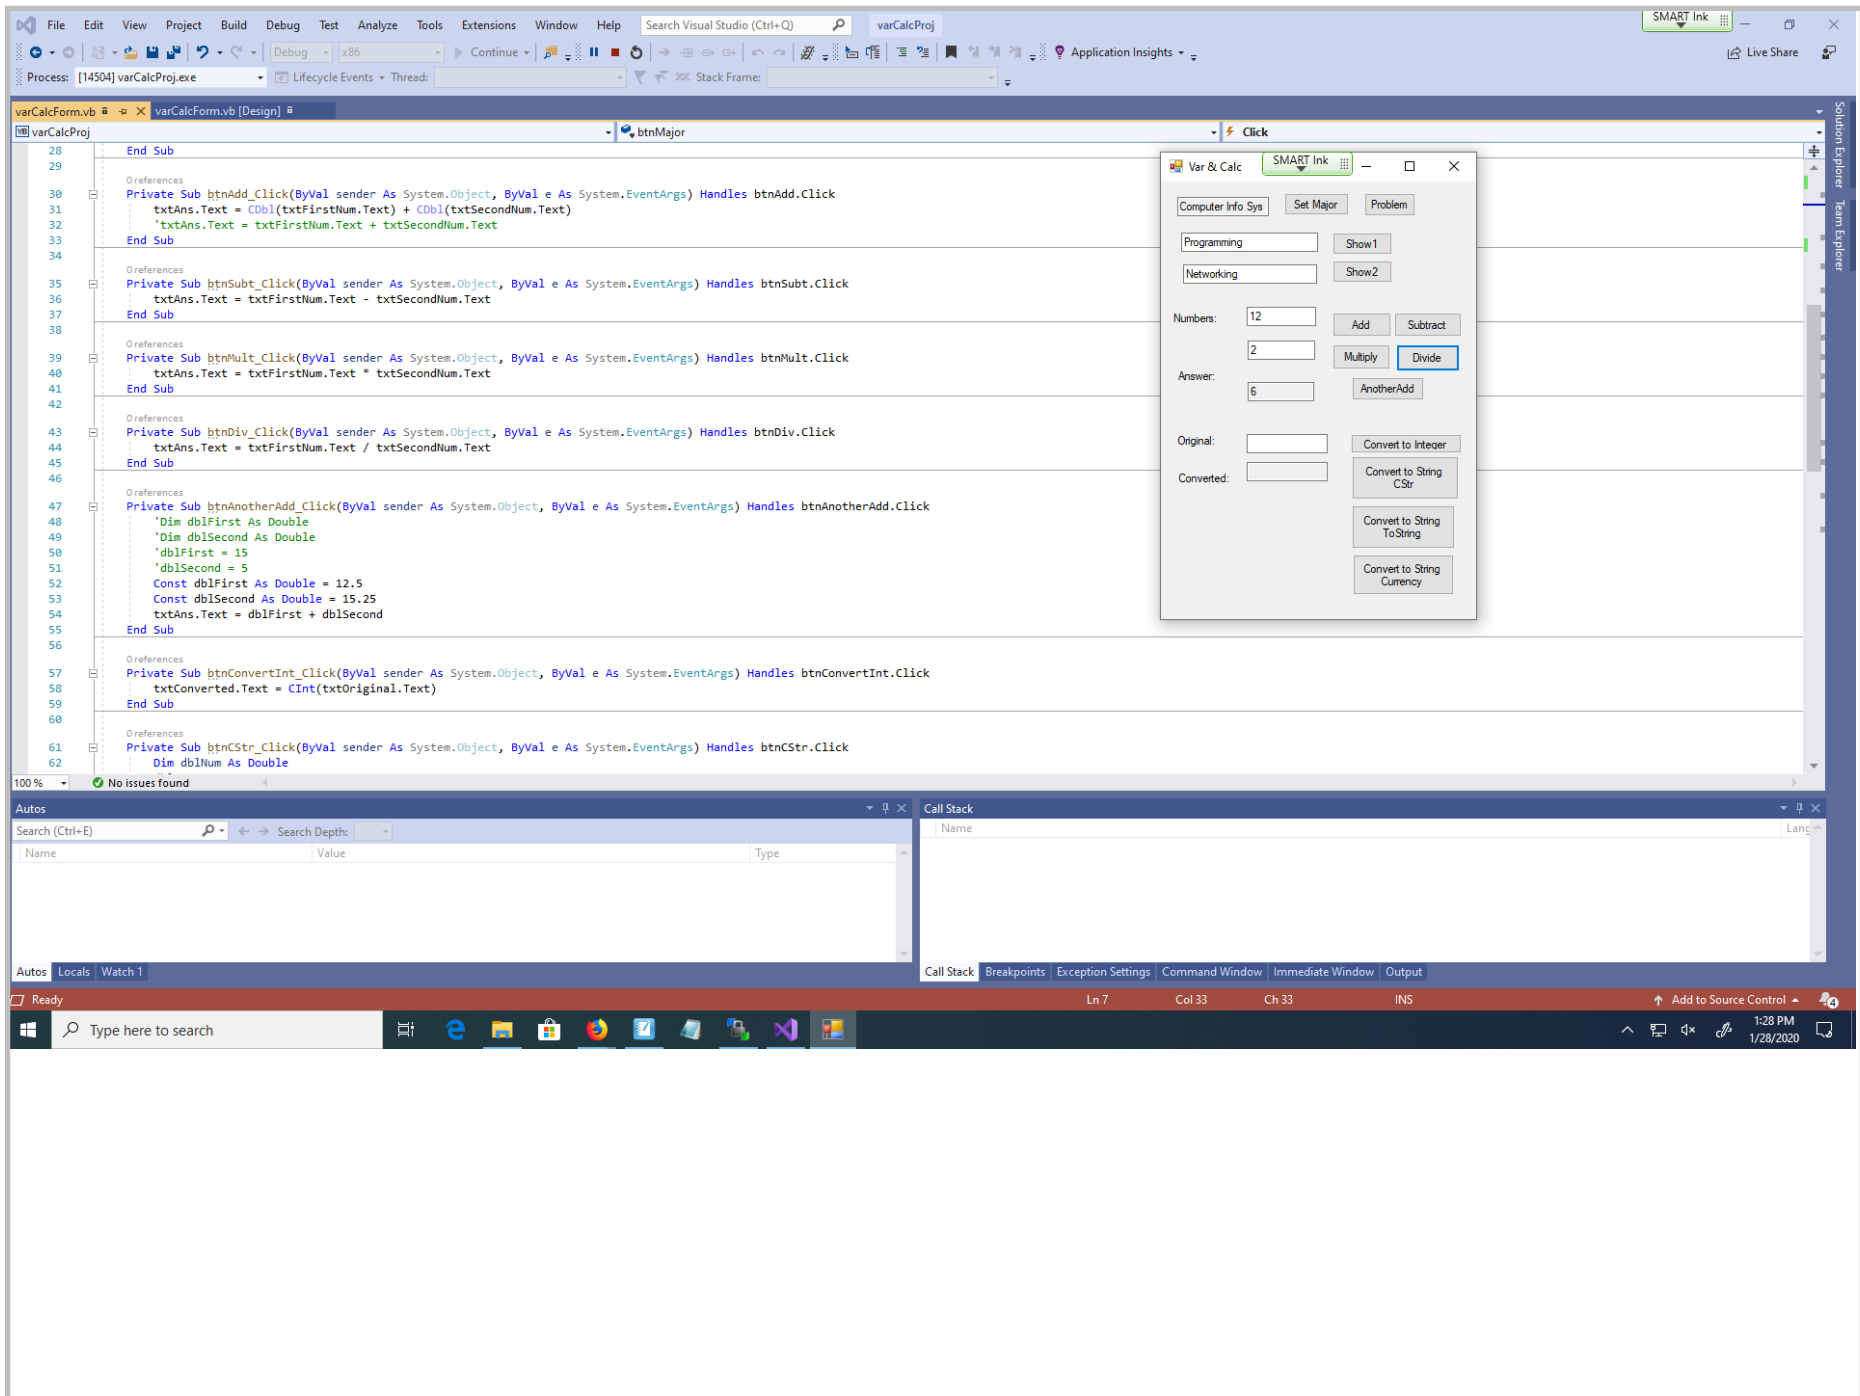 File Edit View Project Build Debug Test Analyze Tools Extensions Window Help Search Visual Studio (Ctrl+Q) varCalcProj SMART Ink
Debug x86 Continue Application Insights Live Share
Process: [14504] varCalcProj.exe Lifecycle Events Thread: Stack Frame:
varCalcForm.vb varCalcForm.vb [Design]
VB varCalcProj btnMajor Click
28 End Sub
29
0 references
30 Private Sub btnAdd_Click(ByVal sender As System.Object, ByVal e As System.EventArgs) Handles btnAdd.Click
31 txtAns.Text = CDbl(txtFirstNum.Text) + CDbl(txtSecondNum.Text)
32 'txtAns.Text = txtFirstNum.Text + txtSecondNum.Text
33 End Sub
34
0 references
35 Private Sub btnSubt_Click(ByVal sender As System.Object, ByVal e As System.EventArgs) Handles btnSubt.Click
36 txtAns.Text = txtFirstNum.Text - txtSecondNum.Text
37 End Sub
38
0 references
39 Private Sub btnMult_Click(ByVal sender As System.Object, ByVal e As System.EventArgs) Handles btnMult.Click
40 txtAns.Text = txtFirstNum.Text * txtSecondNum.Text
41 End Sub
42
0 references
43 Private Sub btnDiv_Click(ByVal sender As System.Object, ByVal e As System.EventArgs) Handles btnDiv.Click
44 txtAns.Text = txtFirstNum.Text / txtSecondNum.Text
45 End Sub
46
0 references
47 Private Sub btnAnotherAdd_Click(ByVal sender As System.Object, ByVal e As System.EventArgs) Handles btnAnotherAdd.Click
48 'Dim dblFirst As Double
49 'Dim dblSecond As Double
50 'dblFirst = 15
51 'dblSecond = 5
52 Const dblFirst As Double = 12.5
53 Const dblSecond As Double = 15.25
54 txtAns.Text = dblFirst + dblSecond
55 End Sub
56
0 references
57 Private Sub btnConvertInt_Click(ByVal sender As System.Object, ByVal e As System.EventArgs) Handles btnConvertInt.Click
58 txtConverted.Text = CInt(txtOriginal.Text)
59 End Sub
60
0 references
61 Private Sub btnCStr_Click(ByVal sender As System.Object, ByVal e As System.EventArgs) Handles btnCStr.Click
62 Dim dblNum As Double
100 % No issues found
Var & Calc SMART Ink
Computer Info Sys Set Major Problem
Programming Show1
Networking Show2
Numbers: 12 Add Subtract
2 Multiply Divide
Answer: 6 AnotherAdd
Original: Convert to Integer
Converted: Convert to String
CStr
Convert to String
ToString
Convert to String
Currency
Solution Explorer
Team Explorer
Autos
Search (Ctrl+E) Search Depth:
Name Value Type
Autos Locals Watch 1
Call Stack
Name Lang
Call Stack Breakpoints Exception Settings Command Window Immediate Window Output
Ready Ln 7 Col 33 Ch 33 INS Add to Source Control 4
Type here to search
1:28 PM
1/28/2020